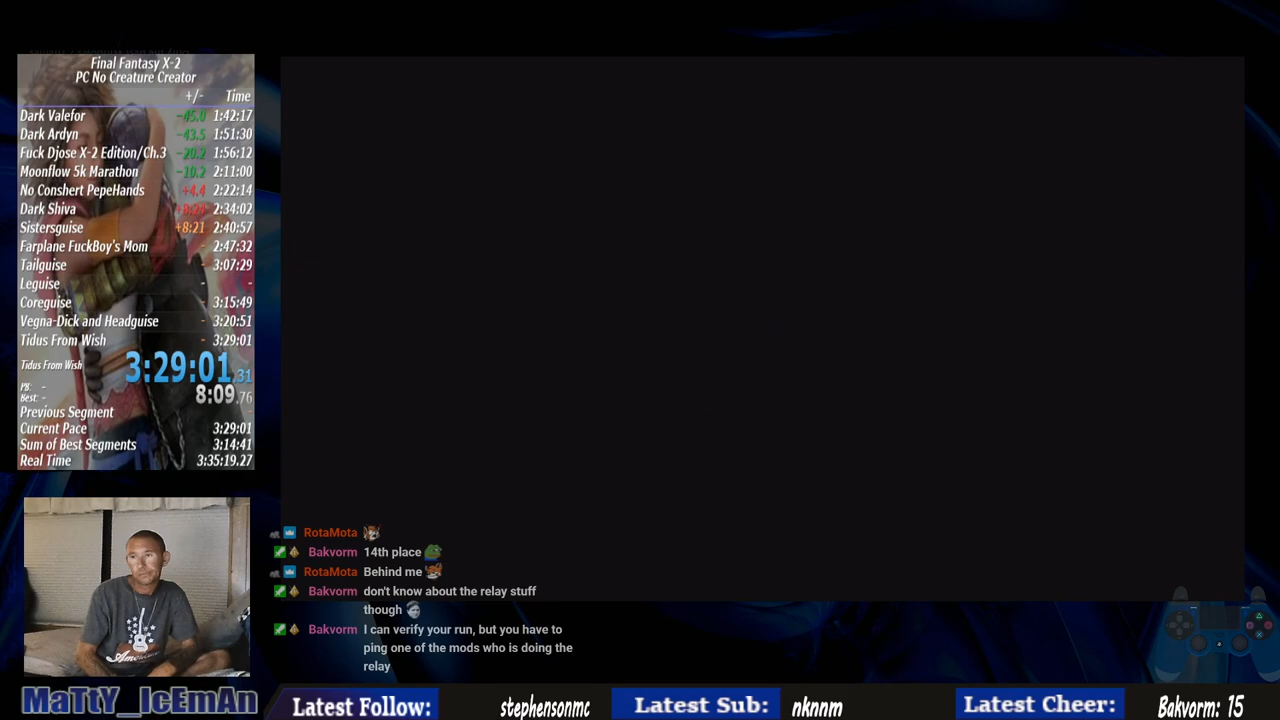 Final Fantasy X-2
PC No Creature Creator
+/- Time
Dark Valefor -45.0 1:42:17
Dark Ardyn -43.5 1:51:30
Fuck Djose X-2 Edition/Ch.3 -20.2 1:56:12
Moonflow 5k Marathon -10.2 2:11:00
No Conshert PepeHands +4.4 2:22:14
Dark Shiva 2:34:02
Sistersguise +8:21 2:40:57
Farplane FuckBoy's Mom - 2:47:32
Tailguise - 3:07:29
Leguise - -
Coreguise - 3:15:49
Vegna-Dick and Headguise - 3:20:51
Tidus From Wish - 3:29:01
Tidus From Wish 3:29:01.31
PB: -
Best: - 8:09.76
Previous Segment -
Current Pace 3:29:01
Sum of Best Segments 3:14:41
Real Time 3:35:19.27
RotaMota
Bakvorm 14th place
RotaMota Behind me
Bakvorm don't know about the relay stuff
though
Bakvorm I can verify your run, but you have to
ping one of the mods who is doing the
relay
MaTtY_IcEmAn
Latest Follow: stephensonmc Latest Sub: nknnm Latest Cheer: Bakvorm: 15